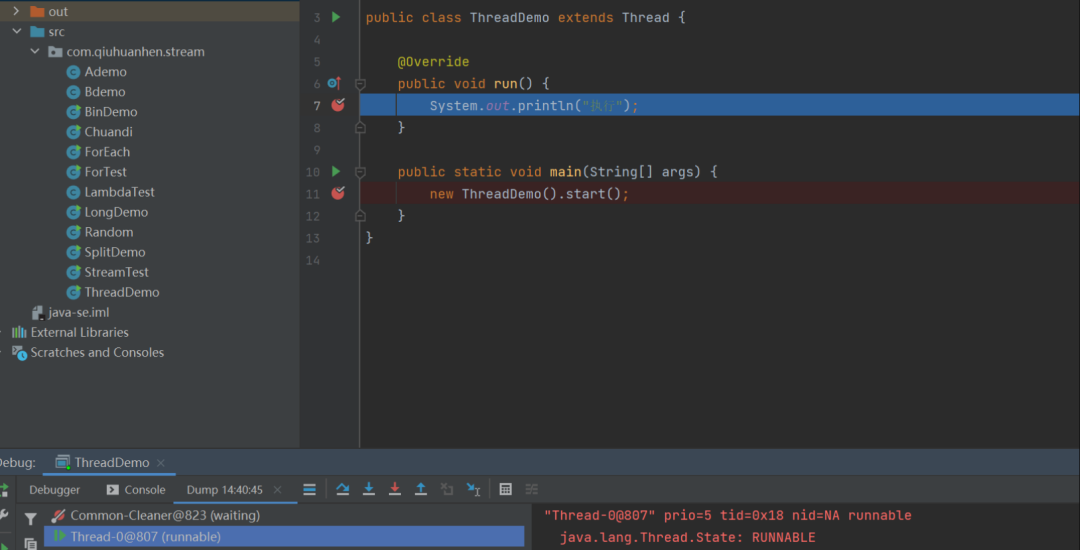 out
src
com.qiuhuanhen.stream
Ademo
Bdemo
BinDemo
Chuandi
ForEach
ForTest
LambdaTest
LongDemo
Random
SplitDemo
StreamTest
ThreadDemo
java-se.iml
External Libraries
Scratches and Consoles
3 public class ThreadDemo extends Thread {
4
5 @Override
6 public void run() {
7 System.out.println("执行");
8 }
9
10 public static void main(String[] args) {
11 new ThreadDemo().start();
12 }
13 }
14
Debug: ThreadDemo
Debugger Console Dump 14:40:45
Common-Cleaner@823 (waiting)
Thread-0@807 (runnable)
"Thread-0@807" prio=5 tid=0x18 nid=NA runnable
java.lang.Thread.State: RUNNABLE